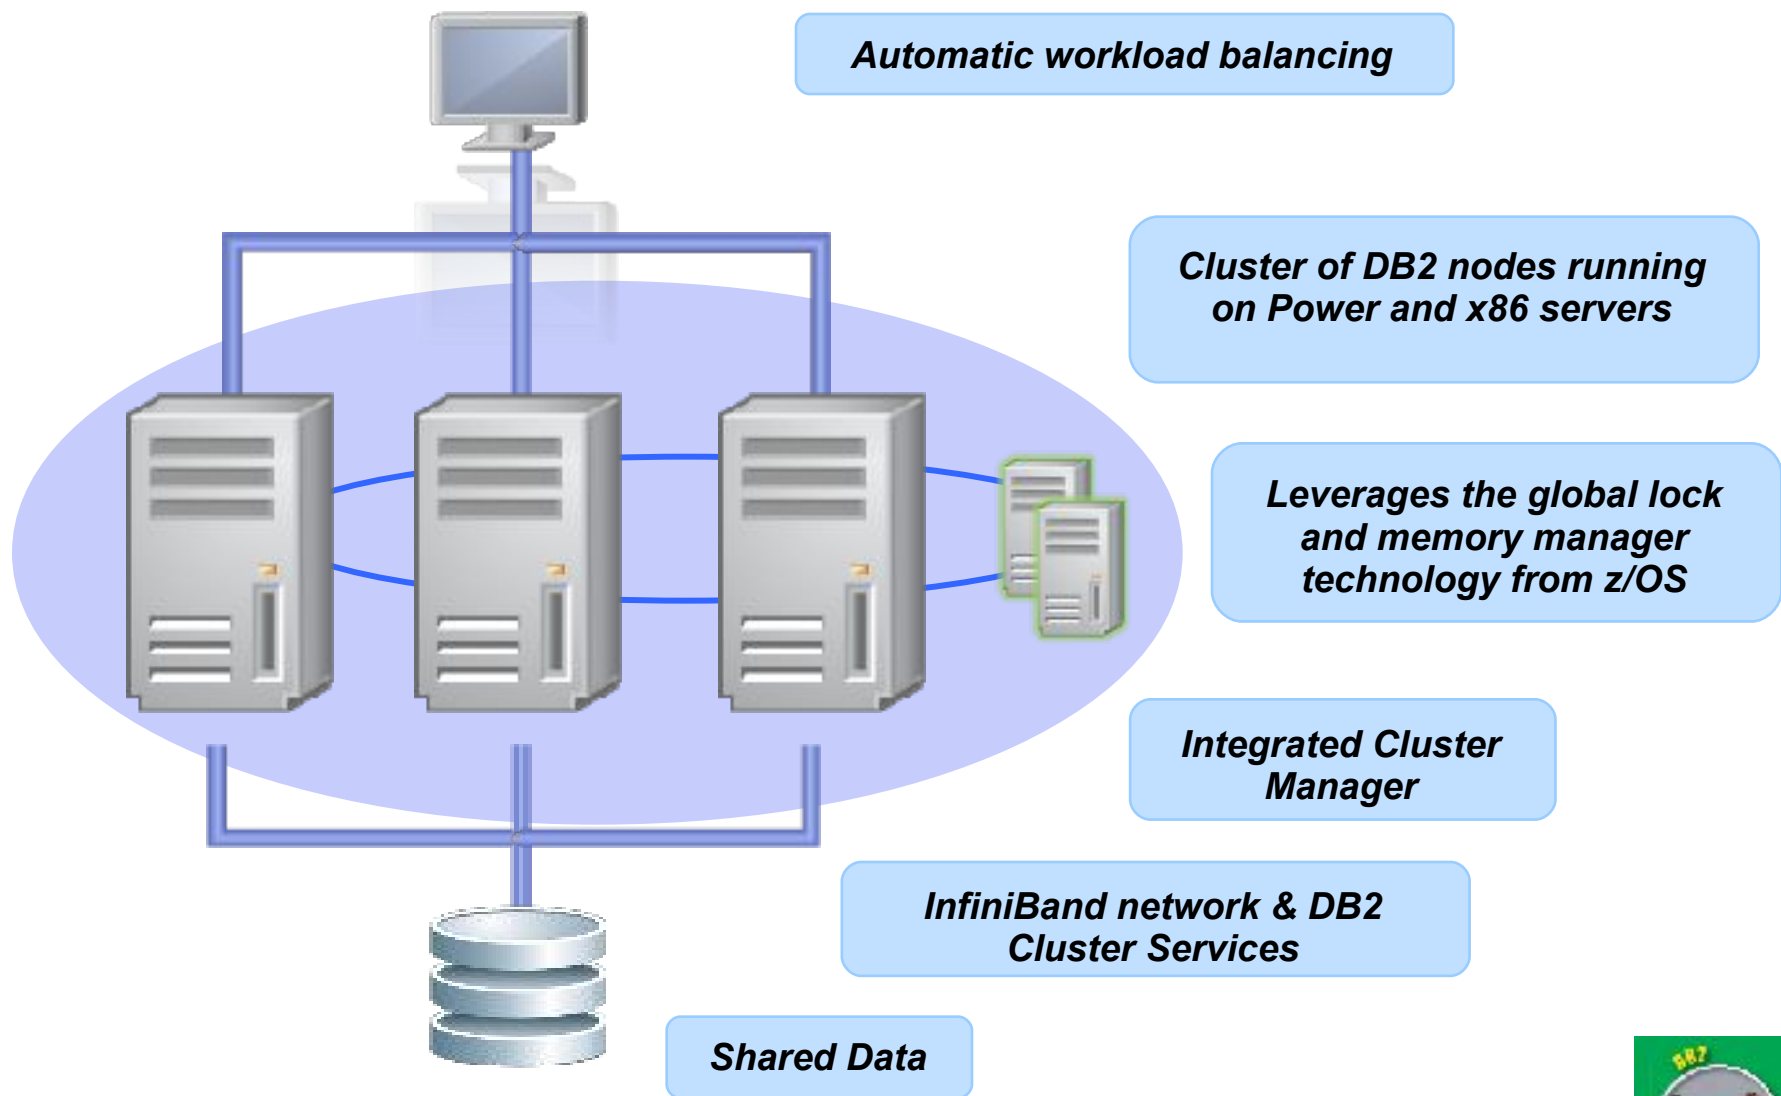 Automatic workload balancing
Cluster of DB2 nodes running
on Power and x86 servers
Leverages the global lock
and memory manager
technology from z/OS
Integrated Cluster
Manager
InfiniBand network & DB2
Cluster Services
Shared Data